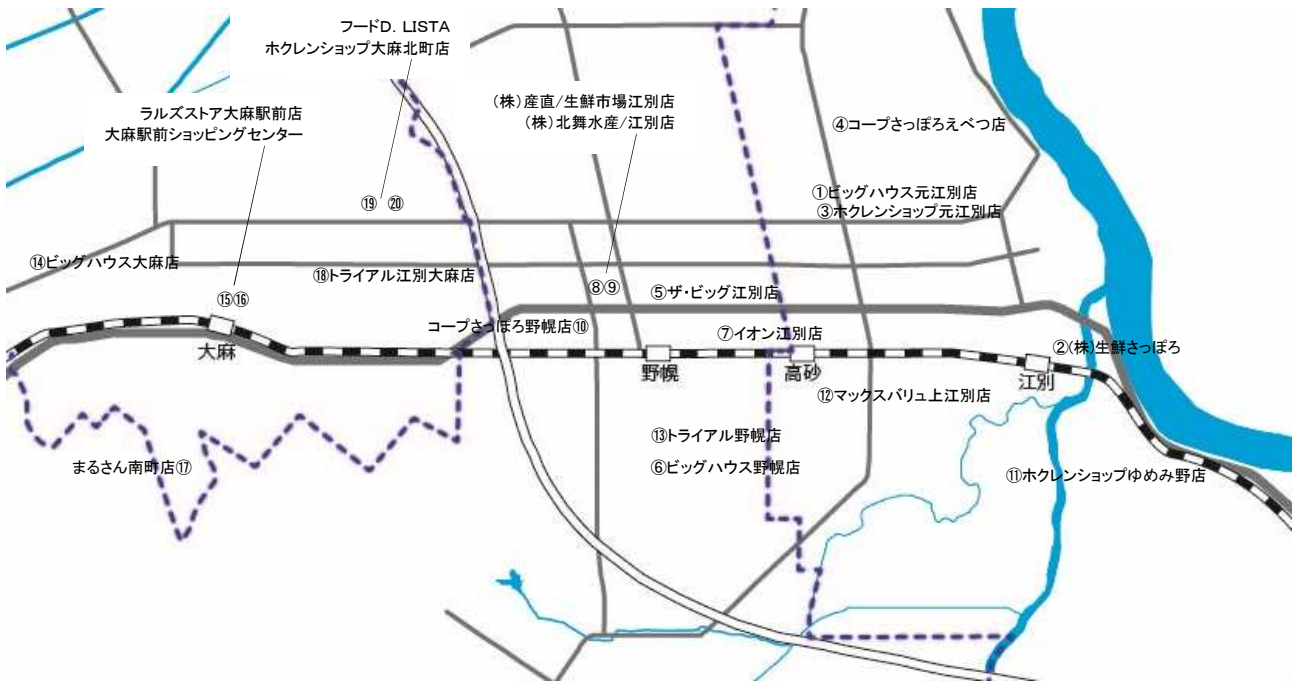 フードD. LISTA
ホクレンショップ大麻北町店
ラルズストア大麻駅前店
大麻駅前ショッピングセンター
(株)産直/生鮮市場江別店
(株)北舞水産/江別店
④コープさっぽろえべつ店
①ビッグハウス元江別店
③ホクレンショップ元江別店
⑲ ⑳
⑭ビッグハウス大麻店
⑱トライアル江別大麻店
⑧⑨
⑤ザ・ビッグ江別店
⑮⑯
コープさっぽろ野幌店⑩
⑦イオン江別店
②(株)生鮮さっぽろ
大麻
野幌
高砂
江別
⑫マックスバリュ上江別店
⑬トライアル野幌店
まるさん南町店⑰
⑥ビッグハウス野幌店
⑪ホクレンショップゆめみ野店